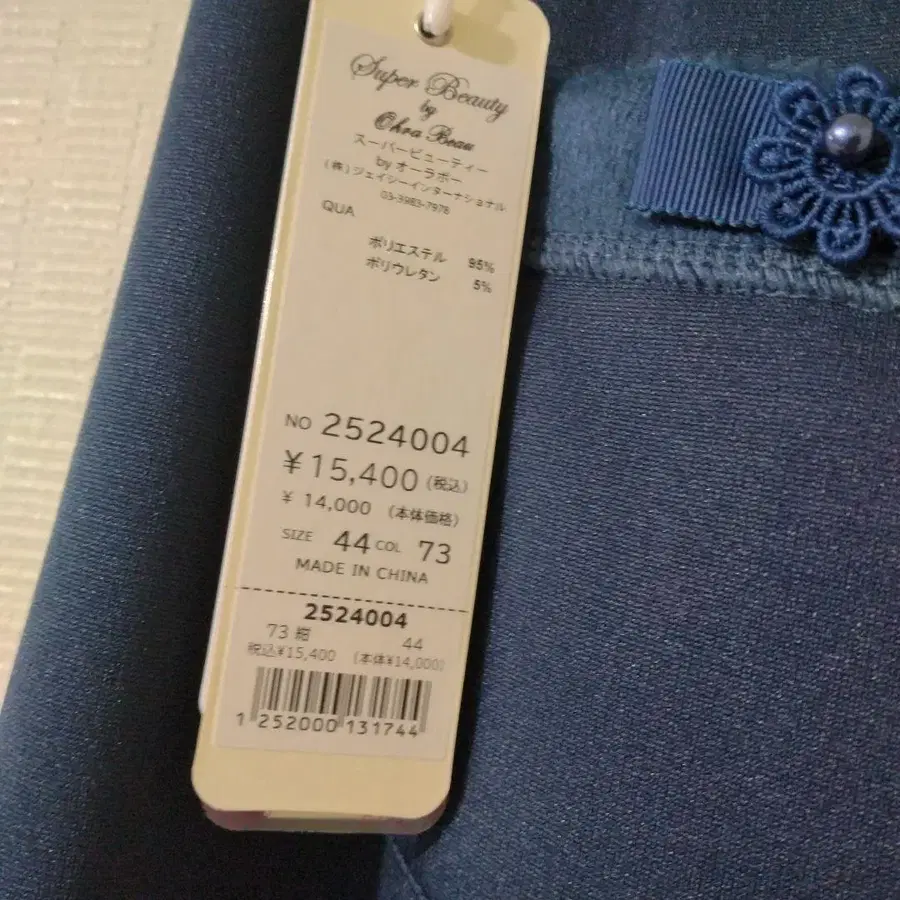 Super Beauty
by
Ohra Beau
スーパービューティー
by オーラボー
(株)ジェイジーインターナショナル
03-3983-7978
QUA
ポリエステル 95%
ポリウレタン 5%
NO 2524004
¥15,400 (税込)
¥ 14,000 (本体価格)
SIZE 44 COL 73
MADE IN CHINA
2524004
73 紺 44
税込¥15,400 (本体¥14,000)
1 252000 131744